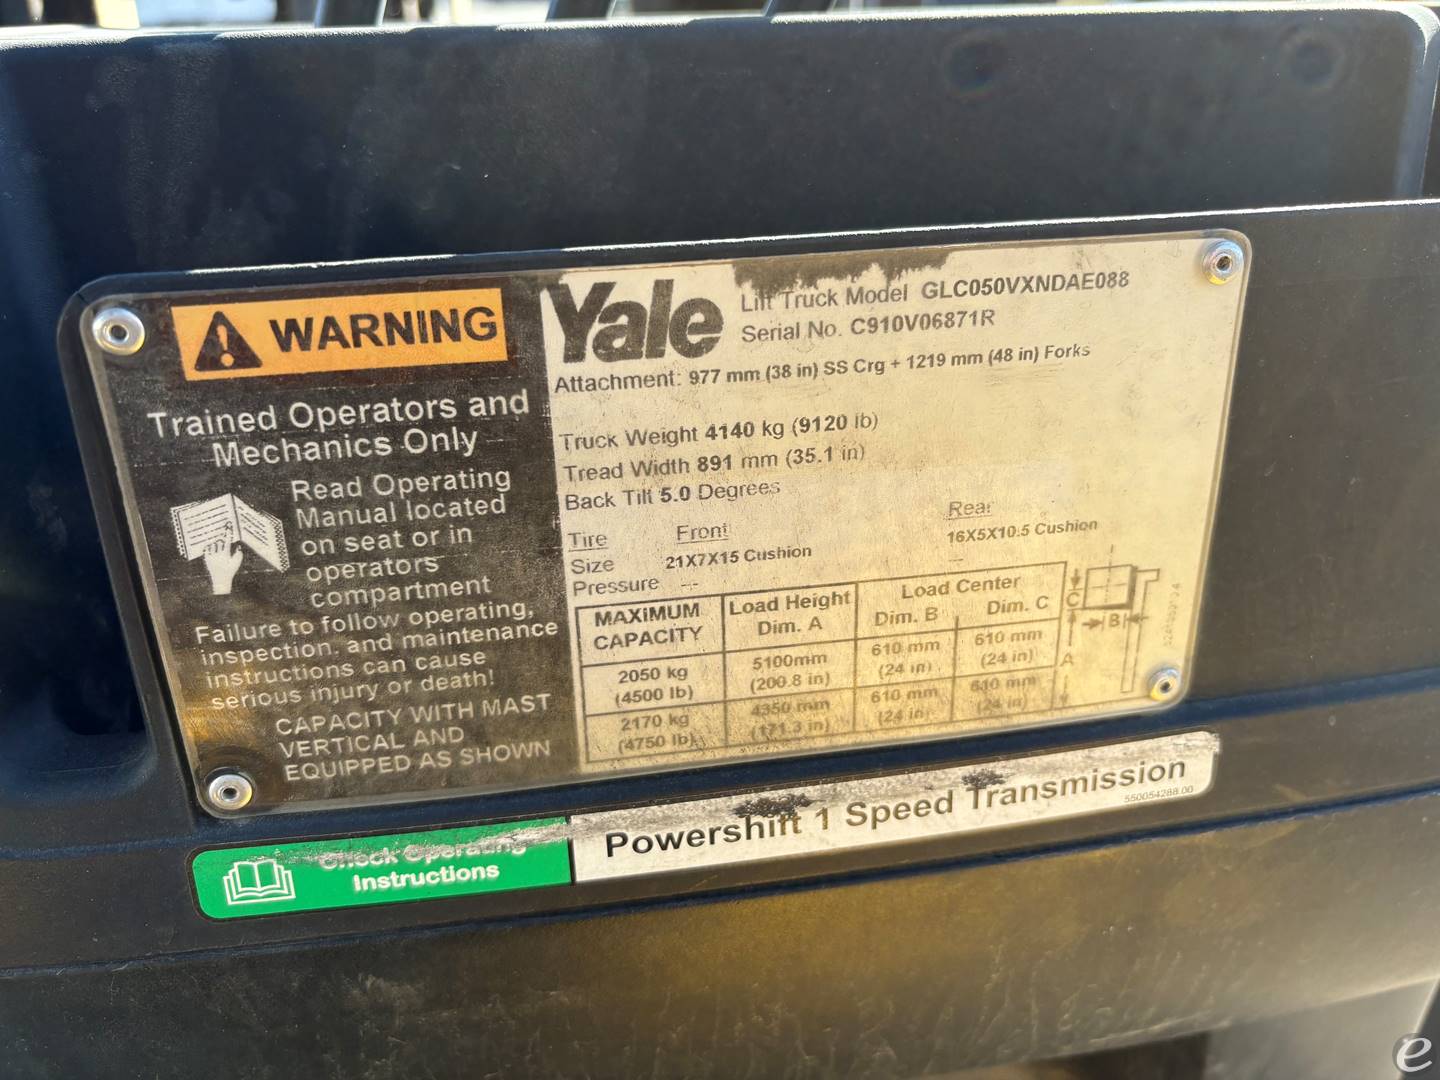 WARNING
Trained Operators and
Mechanics Only
Read Operating
Manual located
on seat or in
operators
compartment
Failure to follow operating,
inspection, and maintenance
instructions can cause
serious injury or death!
CAPACITY WITH MAST
VERTICAL AND
EQUIPPED AS SHOWN
Yale
Lift Truck Model GLC050VXNDAE088
Serial No. C910V06871R
Attachment: 977 mm (38 in) SS Crg + 1219 mm (48 in) Forks
Truck Weight 4140 kg (9120 lb)
Tread Width 891 mm (35.1 in)
Back Tilt 5.0 Degrees
Tire Front Rear
Size 21X7X15 Cushion 16X5X10.5 Cushion
Pressure -- --
MAXIMUM Load Height Load Center
CAPACITY Dim. A Dim. B Dim. C
2050 kg 5100mm 610 mm 610 mm
(4500 lb) (200.8 in) (24 in) (24 in)
2170 kg 4350 mm 610 mm 610 mm
(4750 lb) (171.3 in) (24 in) (24 in)
C
B
A
Check Operating
Instructions
Powershift 1 Speed Transmission
550054288.00
e